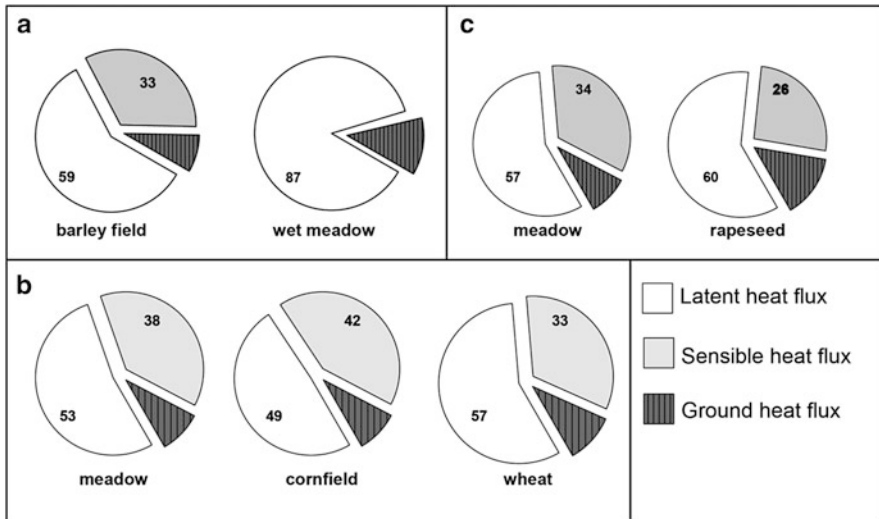 a
33
59
87
barley field
wet meadow
c
34
26
57
60
meadow
rapeseed
b
38
42
33
53
49
57
meadow
cornfield
wheat
Latent heat flux
Sensible heat flux
Ground heat flux